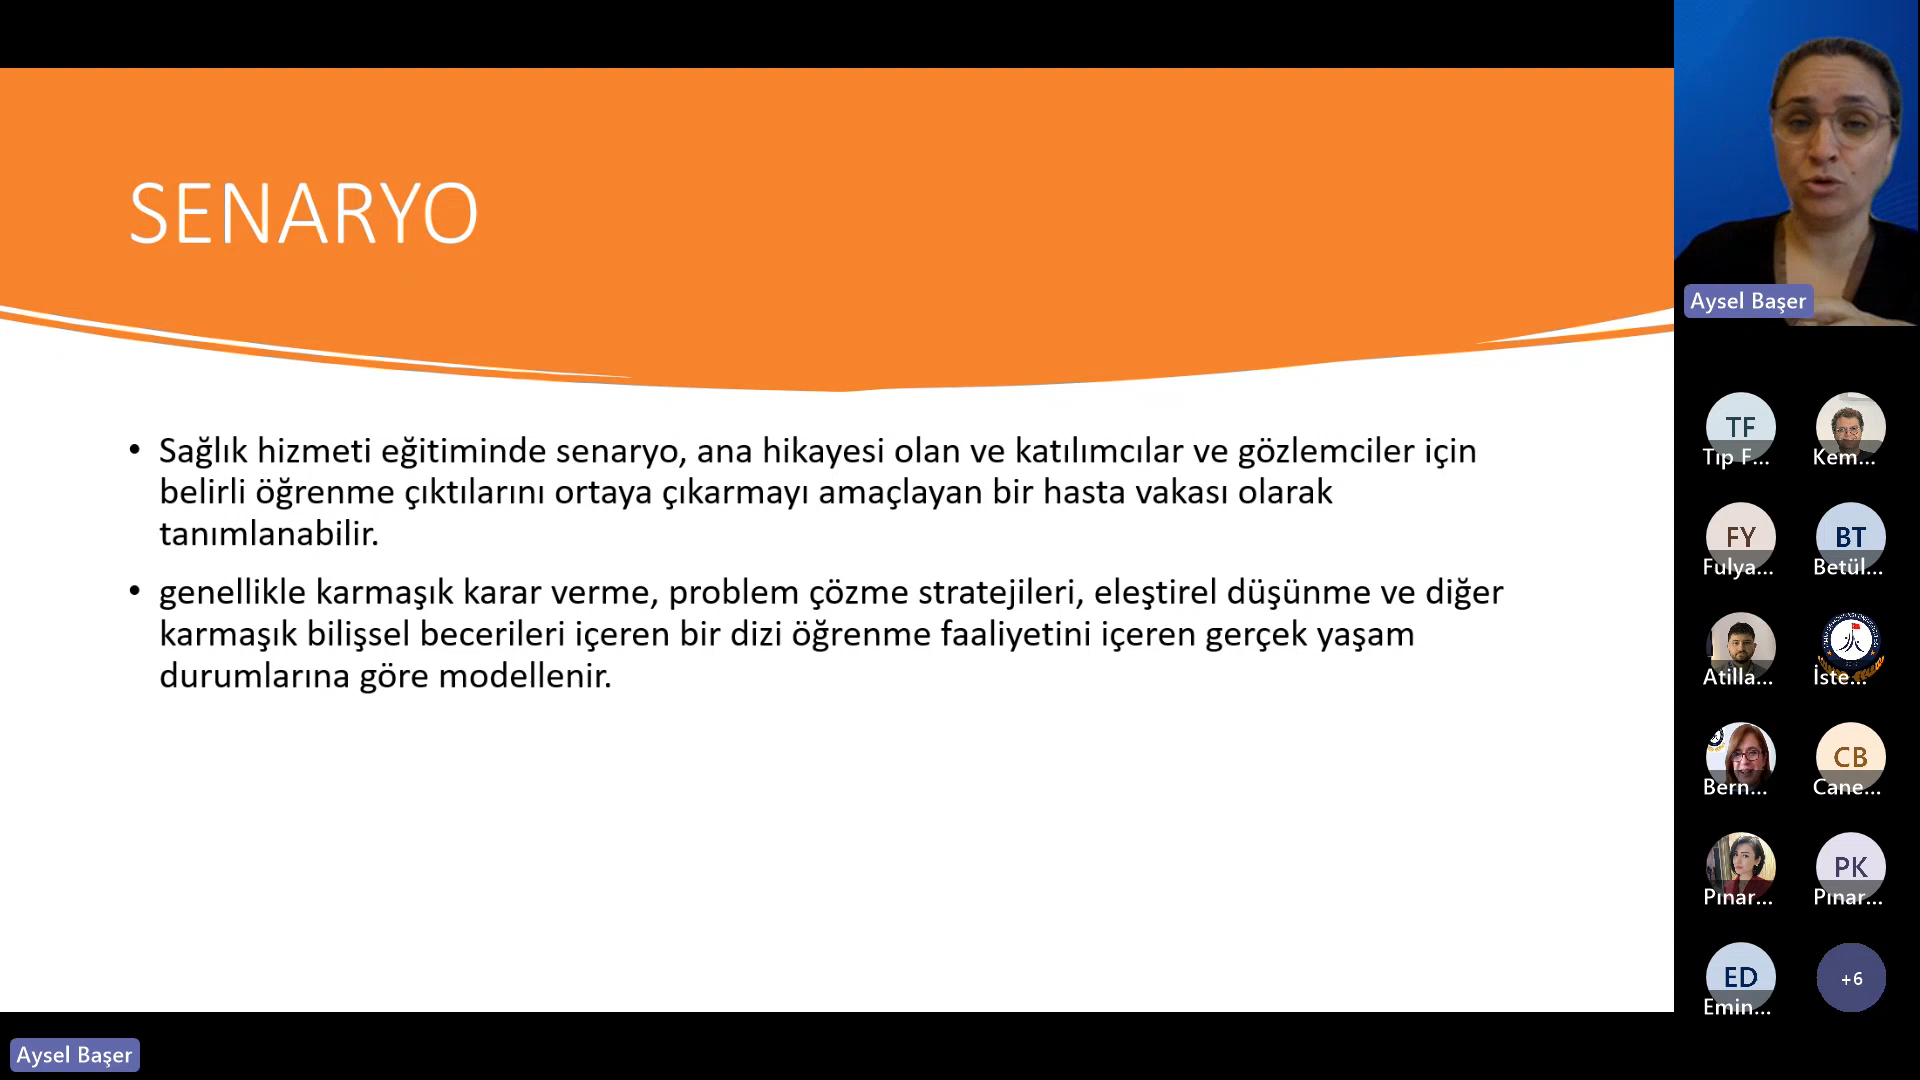 SENARYO
• Sağlık hizmeti eğitiminde senaryo, ana hikayesi olan ve katılımcılar ve gözlemciler için
belirli öğrenme çıktılarını ortaya çıkarmayı amaçlayan bir hasta vakası olarak
tanımlanabilir.
• genellikle karmaşık karar verme, problem çözme stratejileri, eleştirel düşünme ve diğer
karmaşık bilişsel becerileri içeren bir dizi öğrenme faaliyetini içeren gerçek yaşam
durumlarına göre modellenir.
Aysel Başer
TF
Tıp F...
Kem...
FY
Fulya...
BT
Betül...
Atilla...
İste...
Bern...
CB
Cane...
Pınar...
PK
Pınar...
ED
Emin...
+6
Aysel Başer